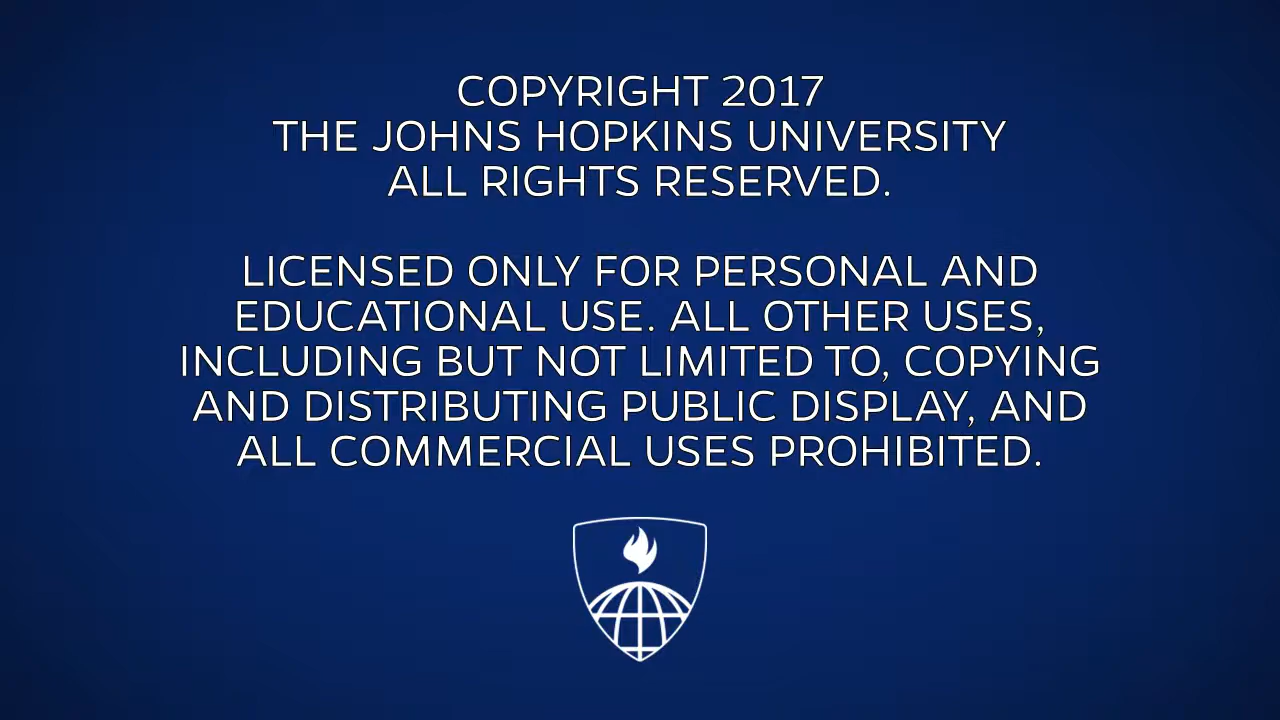 COPYRIGHT 2017
THE JOHNS HOPKINS UNIVERSITY
ALL RIGHTS RESERVED.
LICENSED ONLY FOR PERSONAL AND
EDUCATIONAL USE. ALL OTHER USES,
INCLUDING BUT NOT LIMITED TO, COPYING
AND DISTRIBUTING PUBLIC DISPLAY, AND
ALL COMMERCIAL USES PROHIBITED.